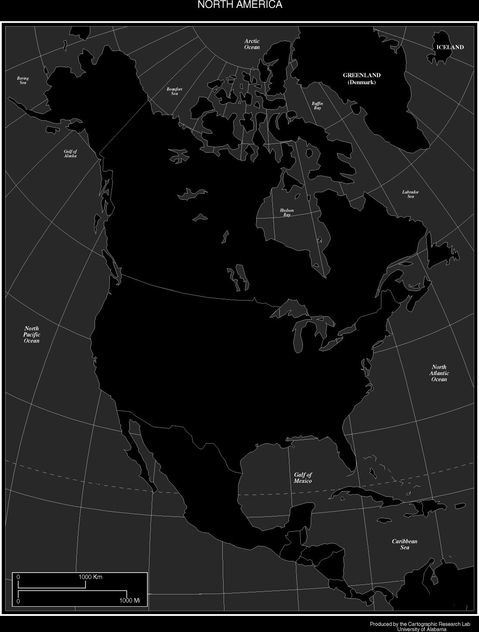 NORTH AMERICA
Arctic
Ocean
ICELAND
GREENLAND
(Denmark)
Bering
Sea
Beaufort
Sea
Baffin
Bay
Gulf of
Alaska
Labrador
Sea
Hudson
Bay
North
Pacific
Ocean
North
Atlantic
Ocean
Gulf of
Mexico
Caribbean
Sea
0 1000 Km
0 1000 Mi
Produced by the Cartographic Research Lab
University of Alabama